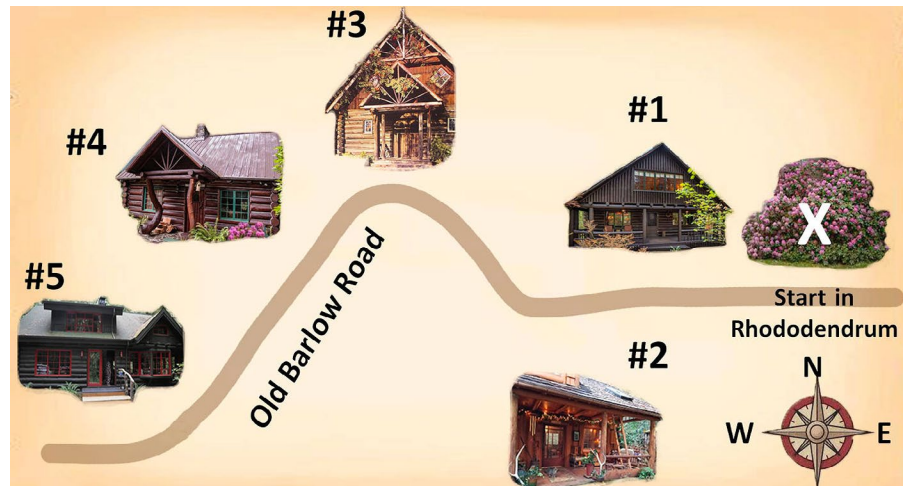 #3
#1
#4
X
#5
Old Barlow Road
Start in
Rhododendrum
#2
N
W
E